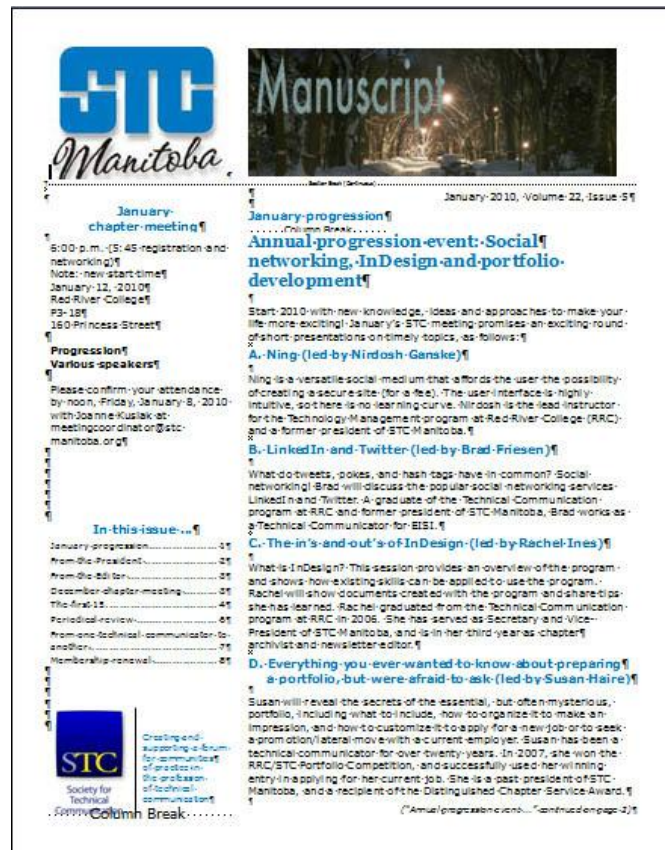 STC
Manitoba
Manuscript
Section Break (Continuous)
January 2010, Volume 22, Issue 5
January
chapter meeting
6:00 p.m. (5:45 registration and
networking)
Note: new start time
January 12, 2010
Red River College
P3-18
160 Princess Street
Progression
Various speakers
Please confirm your attendance
by noon, Friday, January 8, 2010
with Joanne Kusiak at
meetingcoordinator@stc-
manitoba.org
In this issue ...
January progression 1
From the President 2
From the Editor 3
December chapter meeting 3
The first 15 4
Periodical review 6
From one technical communicator to
another 7
Membership renewal 8
STC
Society for
Technical
Communication
Creating and
supporting a forum
for communities
of practice in
the profession
of technical
communication
Column Break
January progression
Column Break
Annual progression event: Social
networking, InDesign and portfolio
development
Start 2010 with new knowledge, ideas and approaches to make your
life more exciting! January's STC meeting promises an exciting round
of short presentations on timely topics, as follows:
A. Ning (led by Nirdosh Ganske)
Ning is a versatile social medium that affords the user the possibility
of creating a secure site (for a fee). The user interface is highly
intuitive, so there is no learning curve. Nirdosh is the lead instructor
for the Technology Management program at Red River College (RRC)
and a former president of STC Manitoba.
B. LinkedIn and Twitter (led by Brad Friesen)
What do tweets, pokes, and hash tags have in common? Social
networking! Brad will discuss the popular social networking services
LinkedIn and Twitter. A graduate of the Technical Communication
program at RRC and former president of STC Manitoba, Brad works as
a Technical Communicator for EISI.
C. The in's and out's of InDesign (led by Rachel Ines)
What is InDesign? This session provides an overview of the program
and shows how existing skills can be applied to use the program.
Rachel will show documents created with the program and share tips
she has learned. Rachel graduated from the Technical Communication
program at RRC in 2006. She has served as Secretary and Vice-
President of STC Manitoba, and is in her third year as chapter
archivist and newsletter editor.
D. Everything you ever wanted to know about preparing
a portfolio, but were afraid to ask (led by Susan Haire)
Susan will reveal the secrets of the essential, but often mysterious,
portfolio, including what to include, how to organize it to make an
impression, and how to customize it to apply for a new job or to seek
a promotion/lateral move with a current employer. Susan has been a
technical communicator for over twenty years. In 2007, she won the
RRC/STC Portfolio Competition, and successfully used her winning
entry in applying for her current job. She is a past president of STC
Manitoba, and a recipient of the Distinguished Chapter Service Award.
("Annual progression event..." continued on page 2)